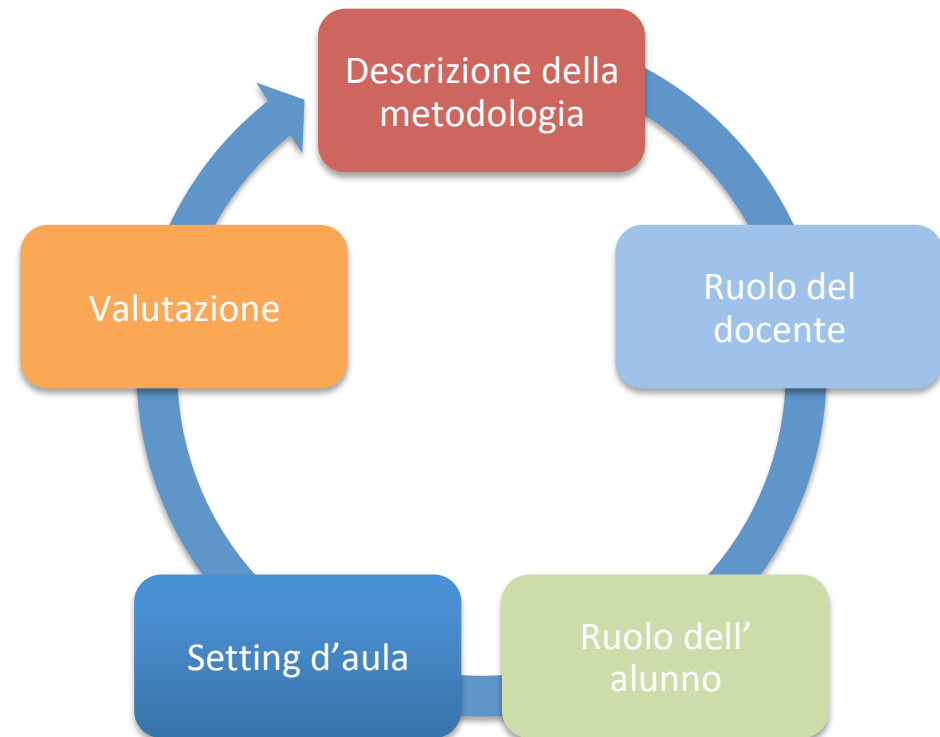 Descrizione della
metodologia
Ruolo del
docente
Ruolo dell’
alunno
Setting d’aula
Valutazione